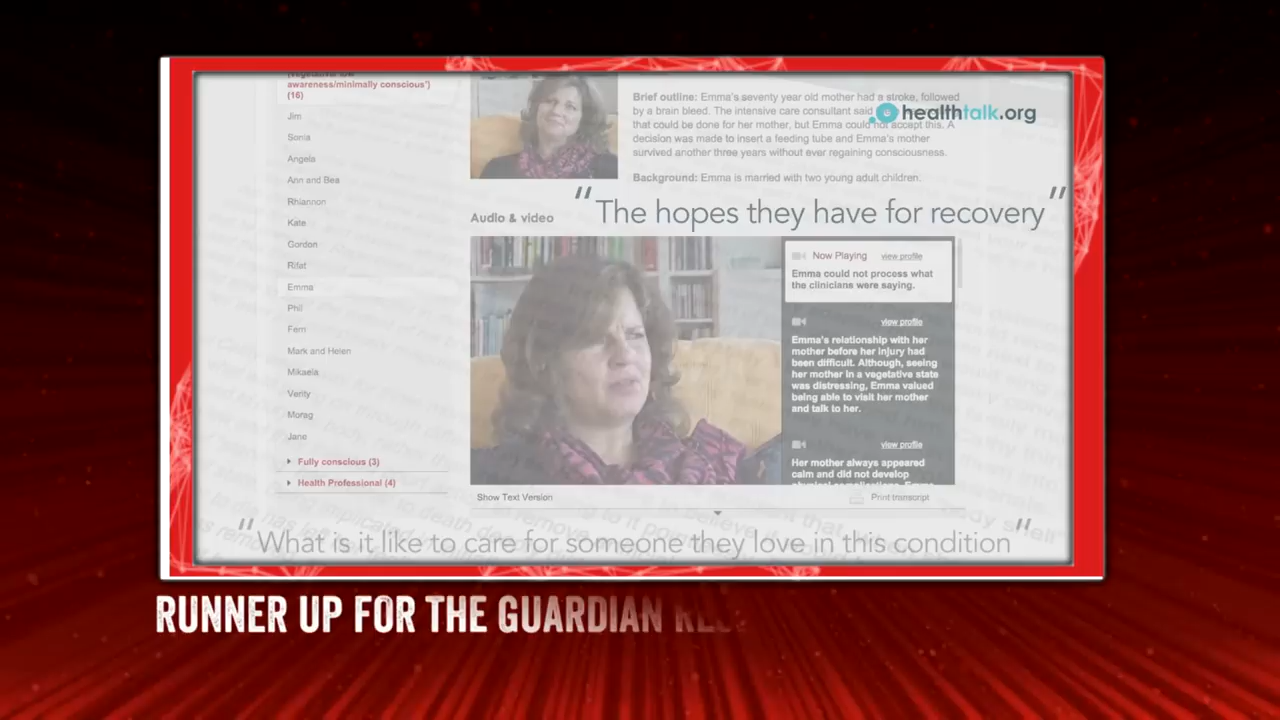 awareness/minimally conscious')
(16)
Jim
Sonia
Angela
Ann and Bea
Rhiannon
Kate
Gordon
Rifat
Emma
Phil
Fern
Mark and Helen
Mikaela
Verity
Morag
Jane
Fully conscious (3)
Health Professional (4)
Brief outline: Emma's seventy year old mother had a stroke, followed
by a brain bleed. The intensive care consultant said
that could be done for her mother, but Emma could not accept this. A
decision was made to insert a feeding tube and Emma's mother
survived another three years without ever regaining consciousness.
Background: Emma is married with two young adult children.
healthtalk.org
Audio & video
“The hopes they have for recovery”
Now Playing view profile
Emma could not process what
the clinicians were saying.
view profile
Emma's relationship with her
mother before her injury had
been difficult. Although, seeing
her mother in a vegetative state
was distressing, Emma valued
being able to visit her mother
and talk to her.
view profile
Her mother always appeared
calm and did not develop
Show Text Version
Print transcript
“What is it like to care for someone they love in this condition”
RUNNER UP FOR THE GUARDIAN